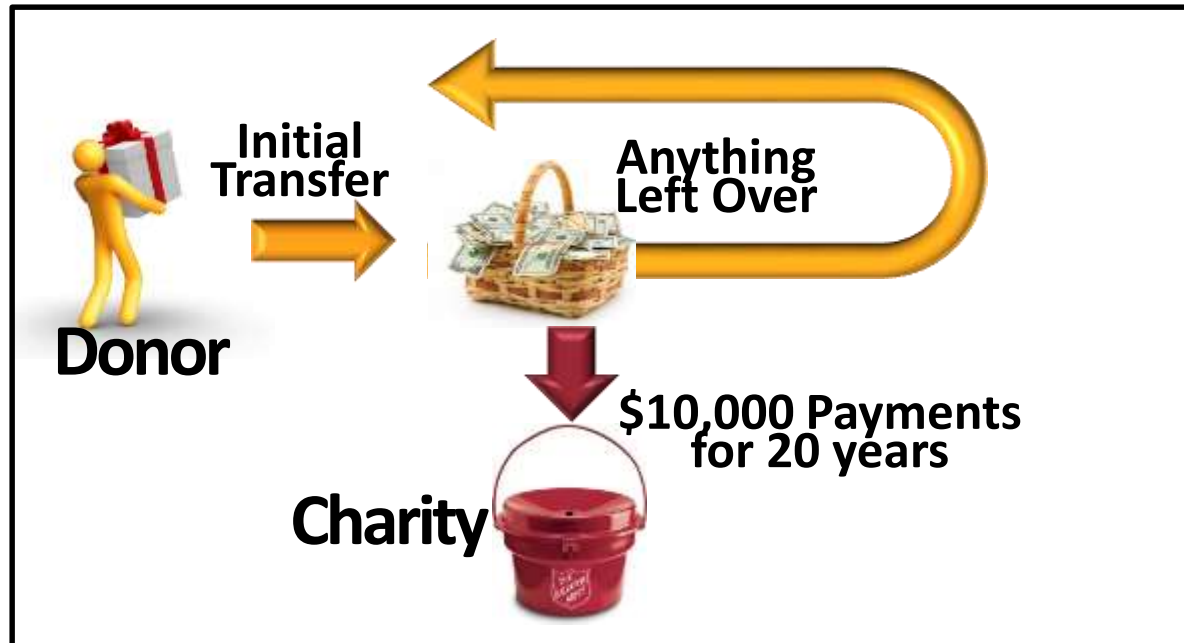 Initial
Transfer
Anything
Left Over
Donor
$10,000 Payments
for 20 years
Charity